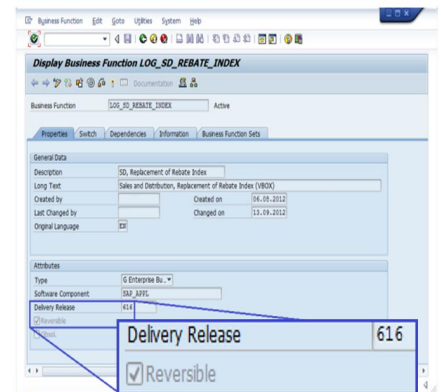 Business Function Edit Goto Utilities System Help
Display Business Function LOG_SD_REBATE_INDEX
Documentation
Business Function LOG_SD_REBATE_INDEX Active
Properties Switch Dependencies Information Business Function Sets
General Data
Description SD, Replacement of Rebate Index
Long Text Sales and Distribution, Replacement of Rebate Index (VBOX)
Created by Created on 06.08.2012
Last Changed by Changed on 13.09.2012
Original Language EN
Attributes
Type G Enterprise Bu..
Software Component SAP_APPL
Delivery Release 616
Reversible
Delivery Release 616
Reversible